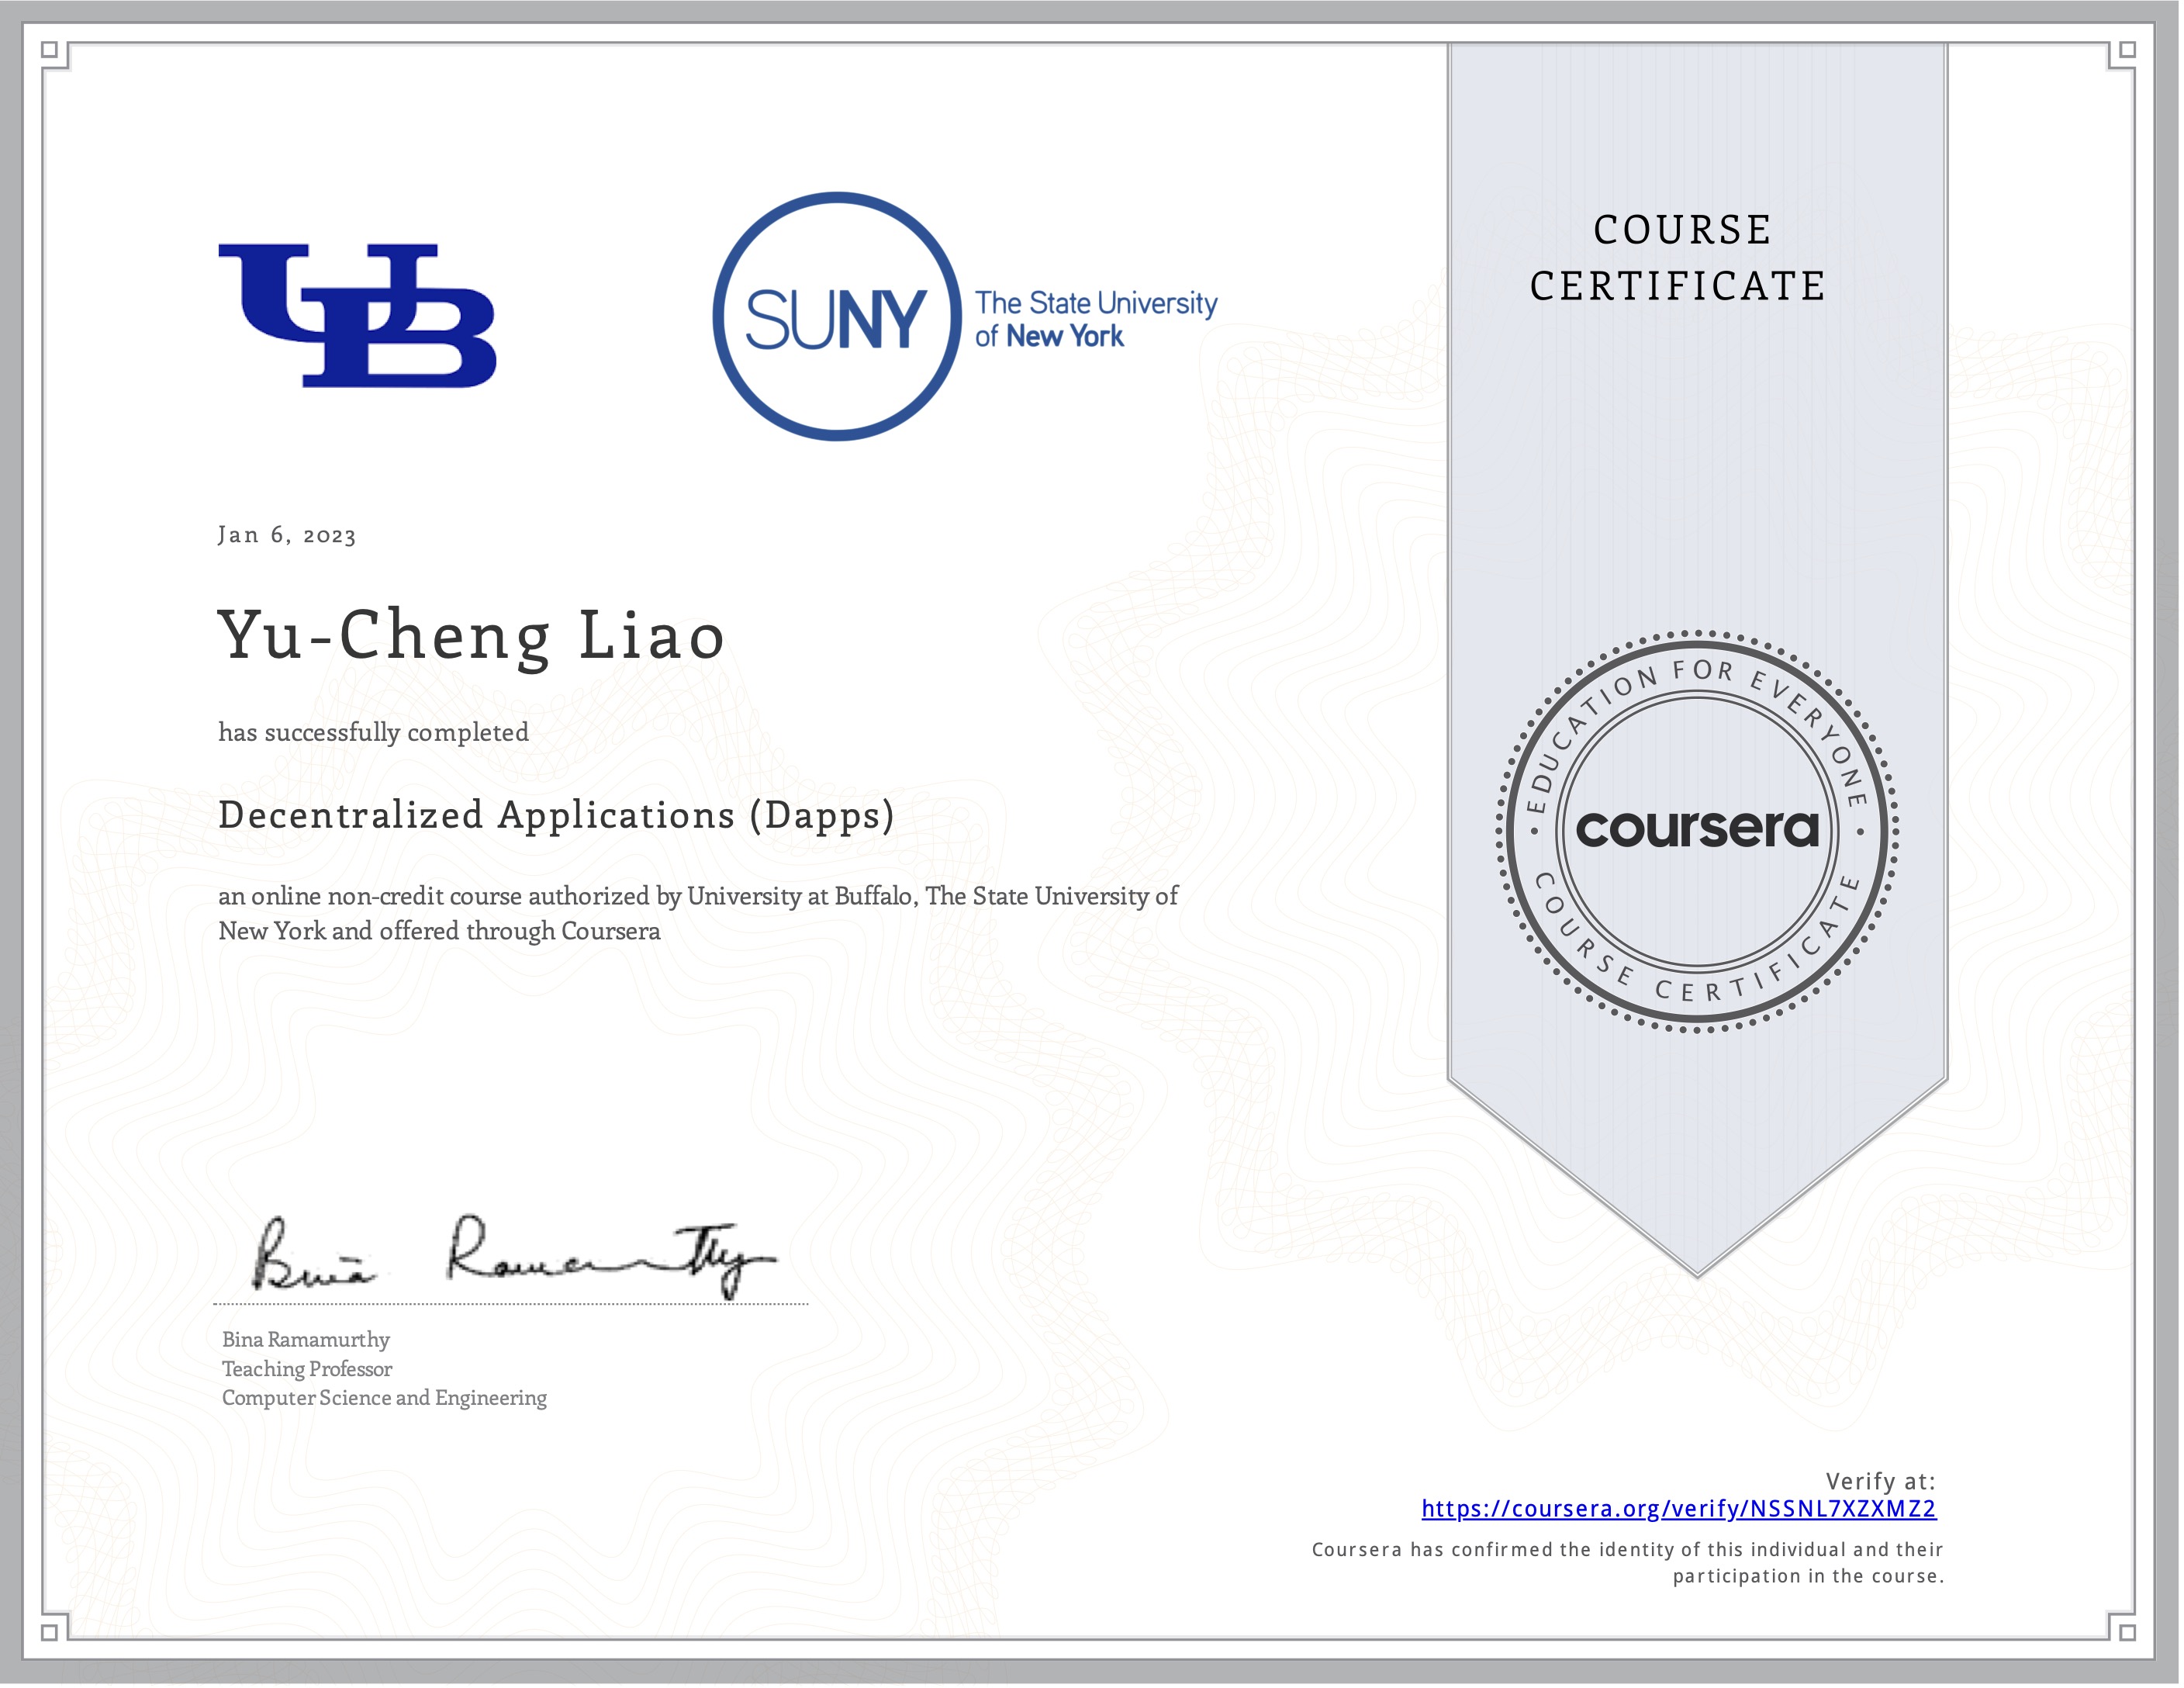 UB
SUNY
The State University
of New York
COURSE
CERTIFICATE
Jan 6, 2023
Yu-Cheng Liao
has successfully completed
Decentralized Applications (Dapps)
an online non-credit course authorized by University at Buffalo, The State University of
New York and offered through Coursera
EDUCATION FOR EVERYONE
coursera
COURSE CERTIFICATE
Bina Ramamurthy
Bina Ramamurthy
Teaching Professor
Computer Science and Engineering
Verify at:
https://coursera.org/verify/NSSNL7XZXMZ2
Coursera has confirmed the identity of this individual and their
participation in the course.